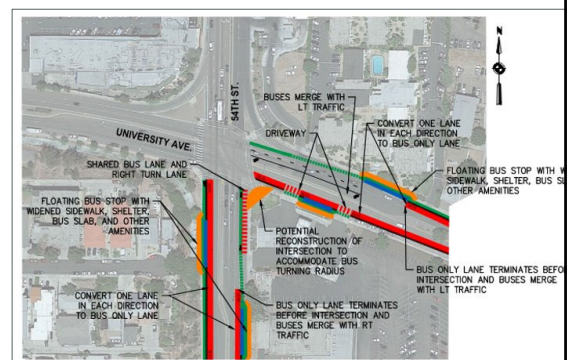 N
54TH ST.
UNIVERSITY AVE.
BUSES MERGE WITH
LT TRAFFIC
DRIVEWAY
CONVERT ONE LANE
IN EACH DIRECTION
TO BUS ONLY LANE
SHARED BUS LANE AND
RIGHT TURN LANE
FLOATING BUS STOP WITH W
SIDEWALK, SHELTER, BUS SL
OTHER AMENITIES
FLOATING BUS STOP WITH
WIDENED SIDEWALK, SHELTER,
BUS SLAB, AND OTHER
AMENITIES
POTENTIAL
RECONSTRUCTION OF
INTERSECTION TO
ACCOMMODATE BUS
TURNING RADIUS
BUS ONLY LANE TERMINATES BEFO
INTERSECTION AND BUSES MERGE
WITH LT TRAFFIC
CONVERT ONE LANE
IN EACH DIRECTION
TO BUS ONLY LANE
BUS ONLY LANE TERMINATES
BEFORE INTERSECTION AND
BUSES MERGE WITH RT
TRAFFIC